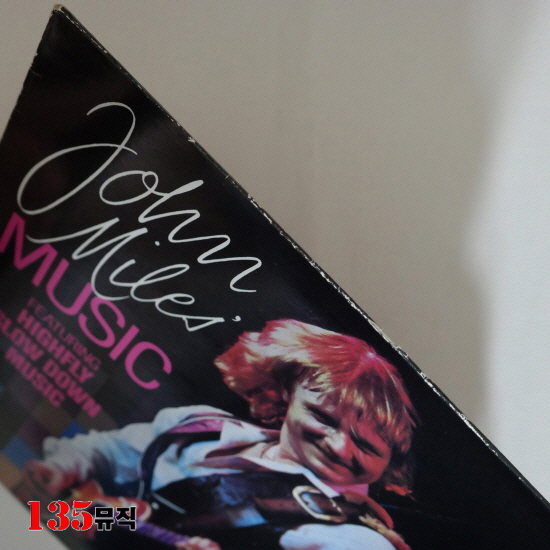 John
Miles'
MUSIC
FEATURING
HIGHFLY
SLOW DOWN
MUSIC
135뮤직